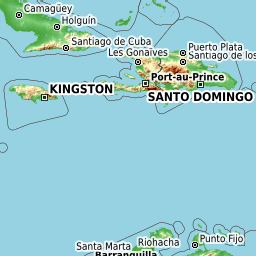 Camagüey
Holguín
Santiago de Cuba
Les Gonaïves
Puerto Plata
Santiago de los
Port-au-Prince
KINGSTON
SANTO DOMINGO
Santa Marta
Riohacha
Punto Fijo
Barranquilla